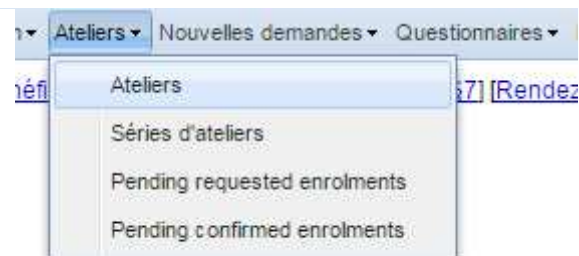 Ateliers Nouvelles demandes Questionnaires
Ateliers
[Rendez
Séries d'ateliers
Pending requested enrolments
Pending confirmed enrolments